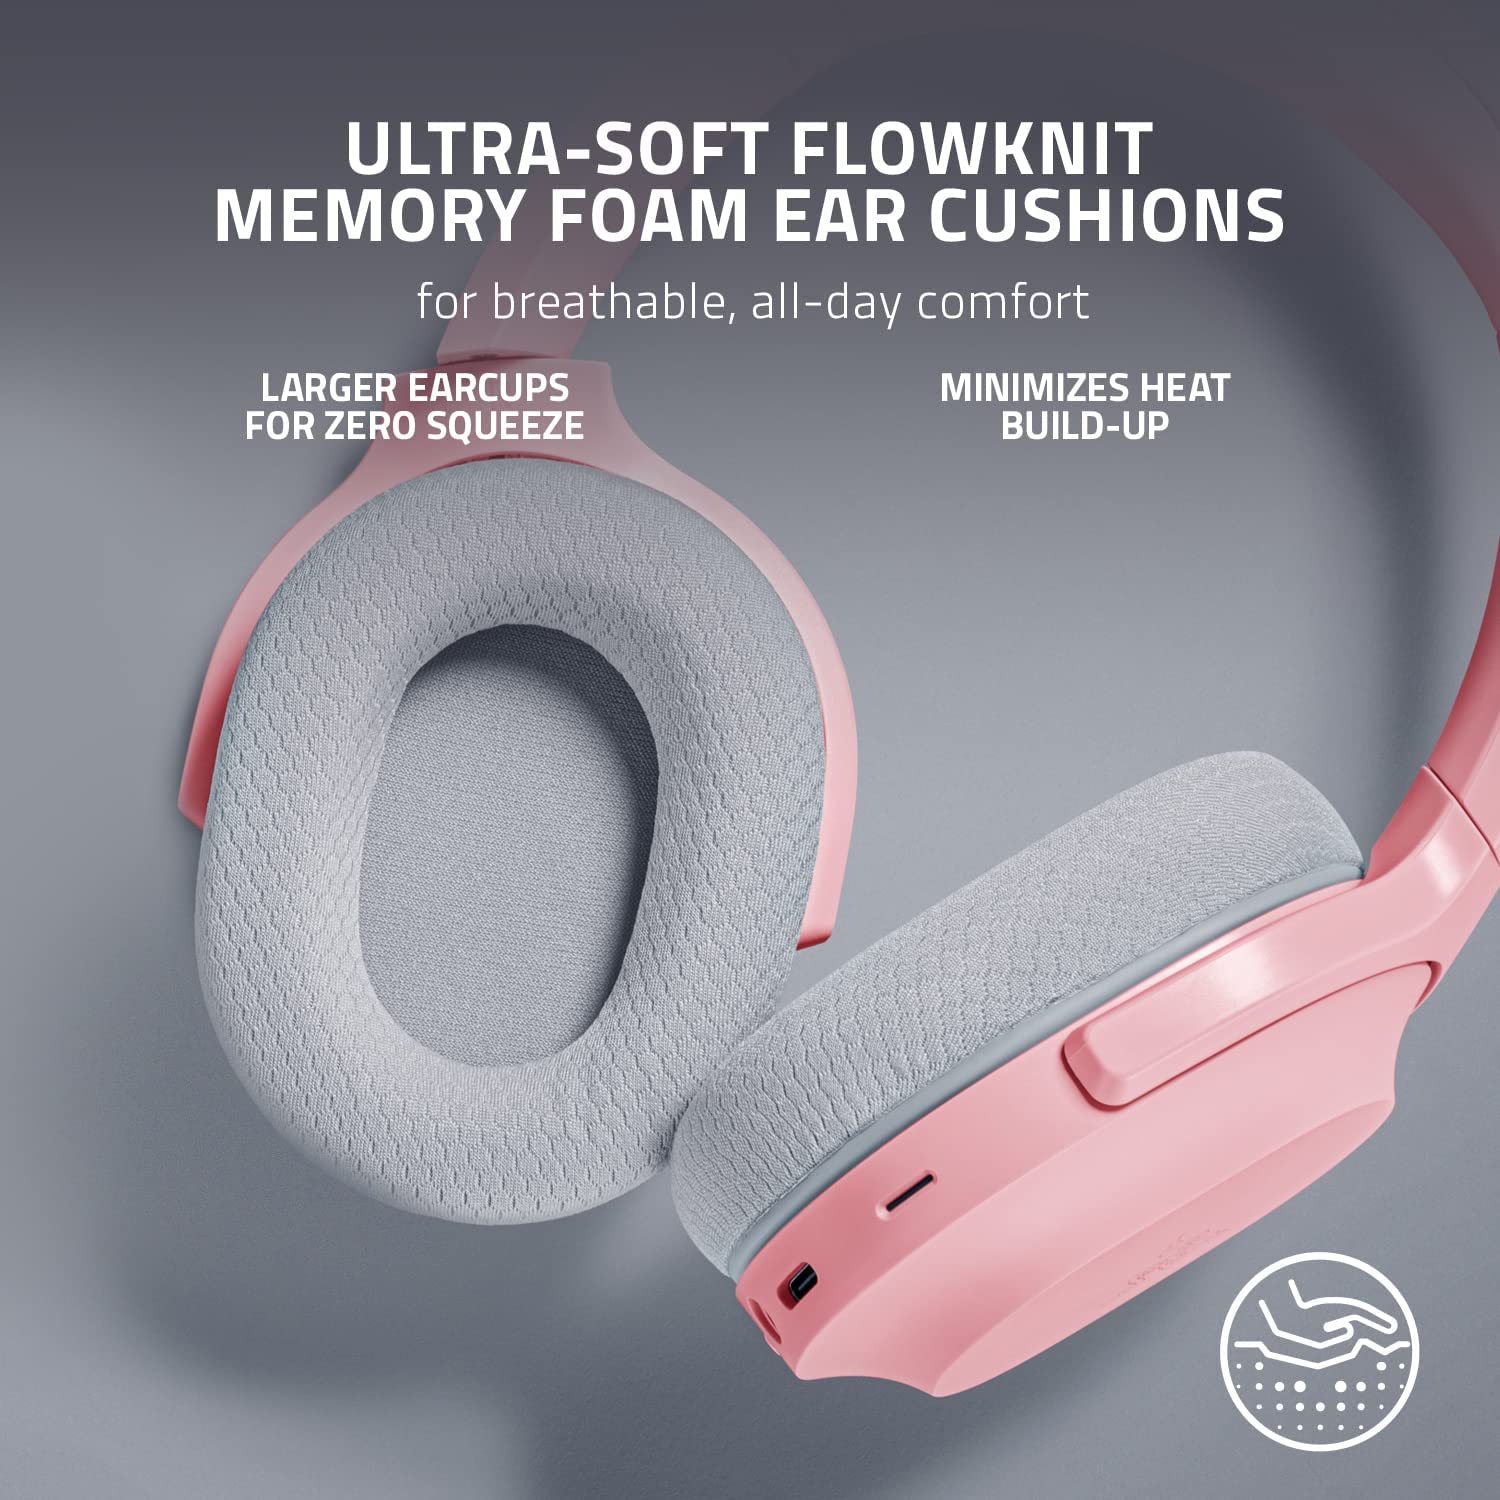 ULTRA-SOFT FLOWKNIT
MEMORY FOAM EAR CUSHIONS
for breathable, all-day comfort
LARGER EARCUPS
FOR ZERO SQUEEZE
MINIMIZES HEAT
BUILD-UP